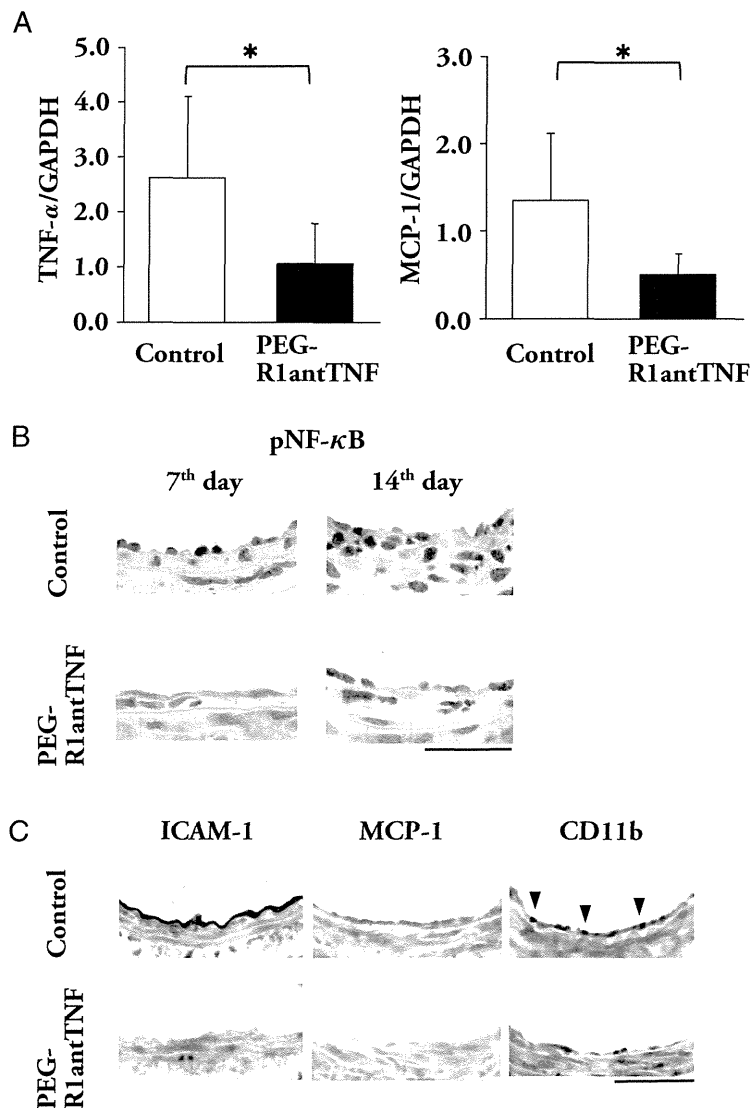 A
TNF-α/GAPDH
5.0
4.0
3.0
2.0
1.0
0.0
*
Control
PEG-
R1antTNF
MCP-1/GAPDH
3.0
2.0
1.0
0.0
*
Control
PEG-
R1antTNF
B
pNF-κB
7th day
14th day
Control
PEG-
R1antTNF
C
ICAM-1
MCP-1
CD11b
Control
PEG-
R1antTNF